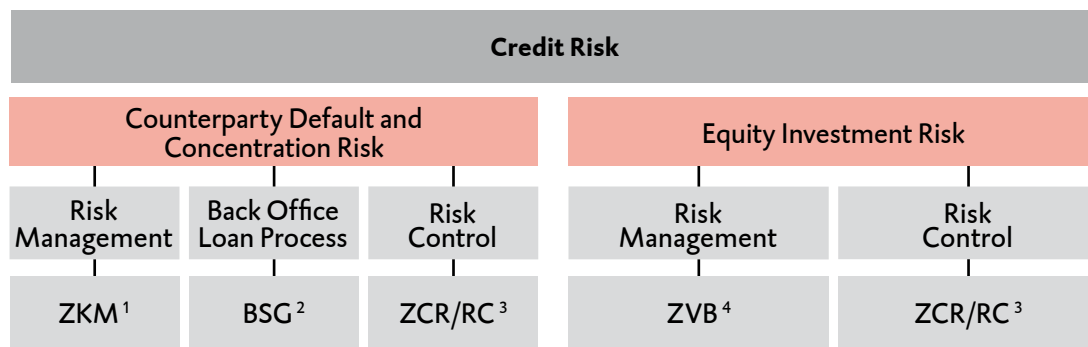 Credit Risk
Counterparty Default and
Concentration Risk
Equity Investment Risk
Risk
Management
Back Office
Loan Process
Risk
Control
Risk
Management
Risk
Control
ZKM 1
BSG 2
ZCR/RC 3
ZVB 4
ZCR/RC 3